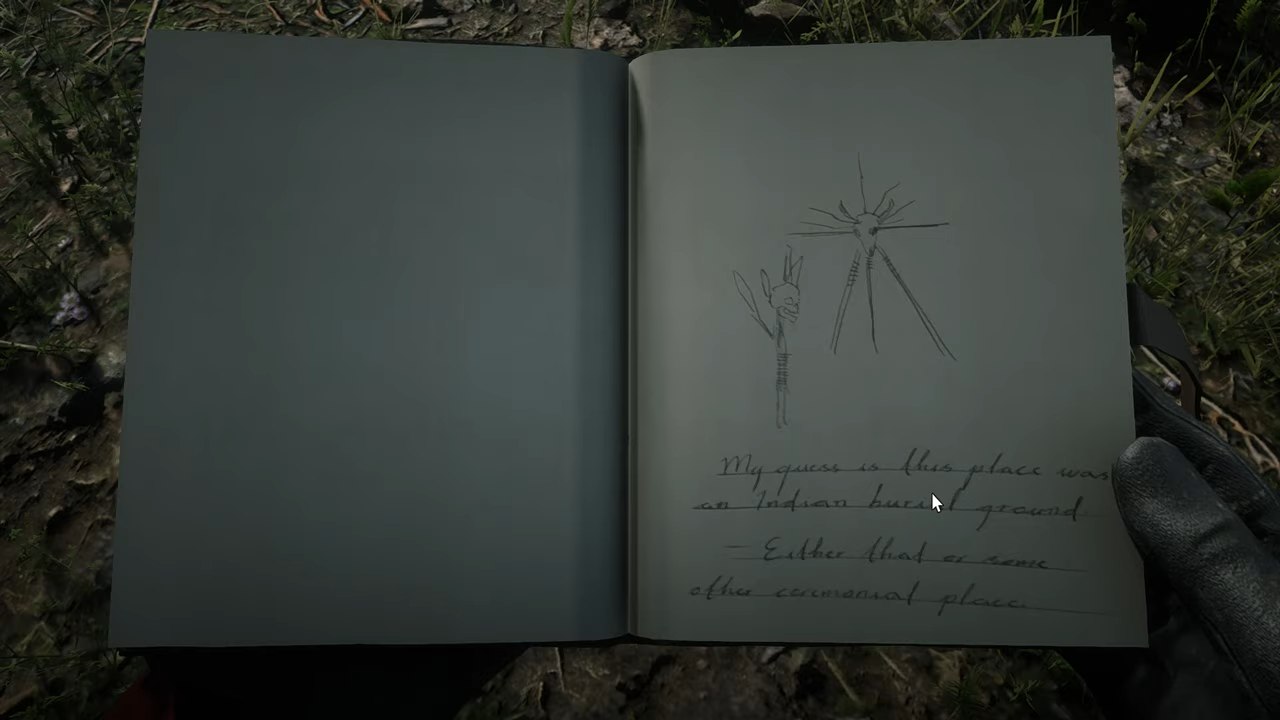 My guess is this place was
an Indian burial ground
- Either that or some
other ceremonial place.